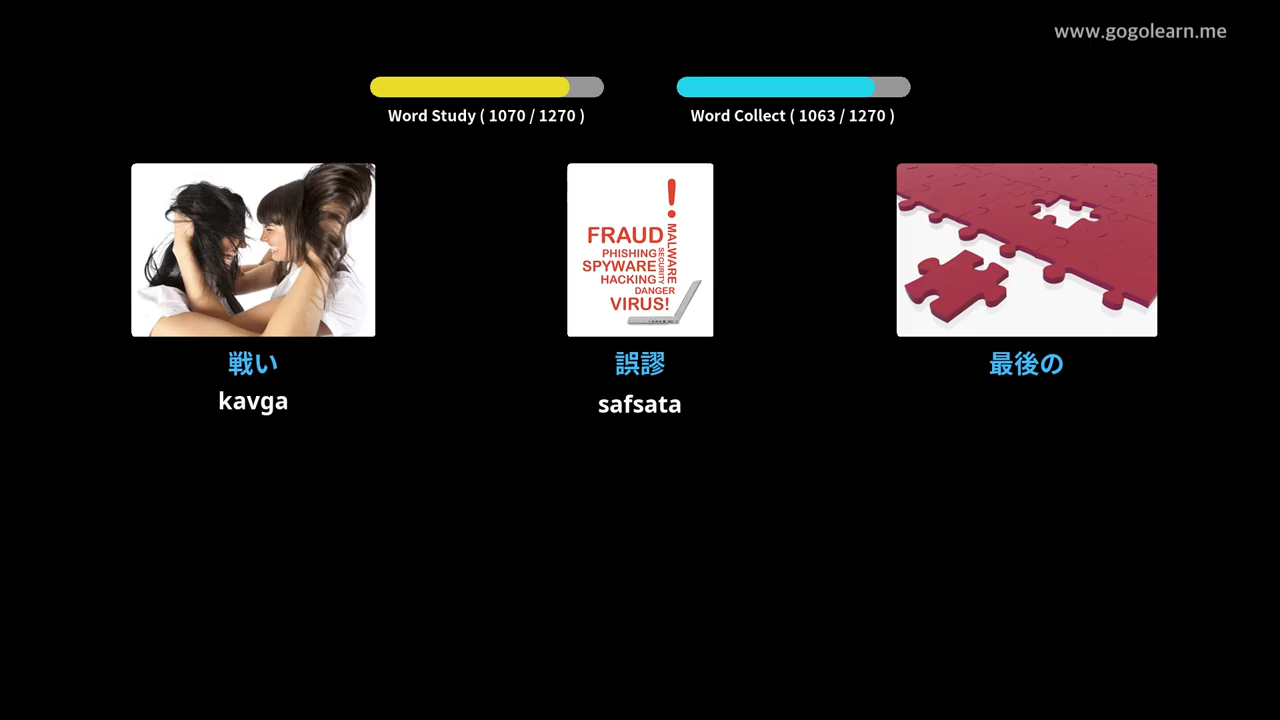 www.gogolearn.me
Word Study ( 1070 / 1270 )
Word Collect ( 1063 / 1270 )
!
FRAUD
PHISHING
SPYWARE
HACKING
DANGER
VIRUS!
SECURITY
MALWARE
戦い
誤謬
最後の
kavga
safsata